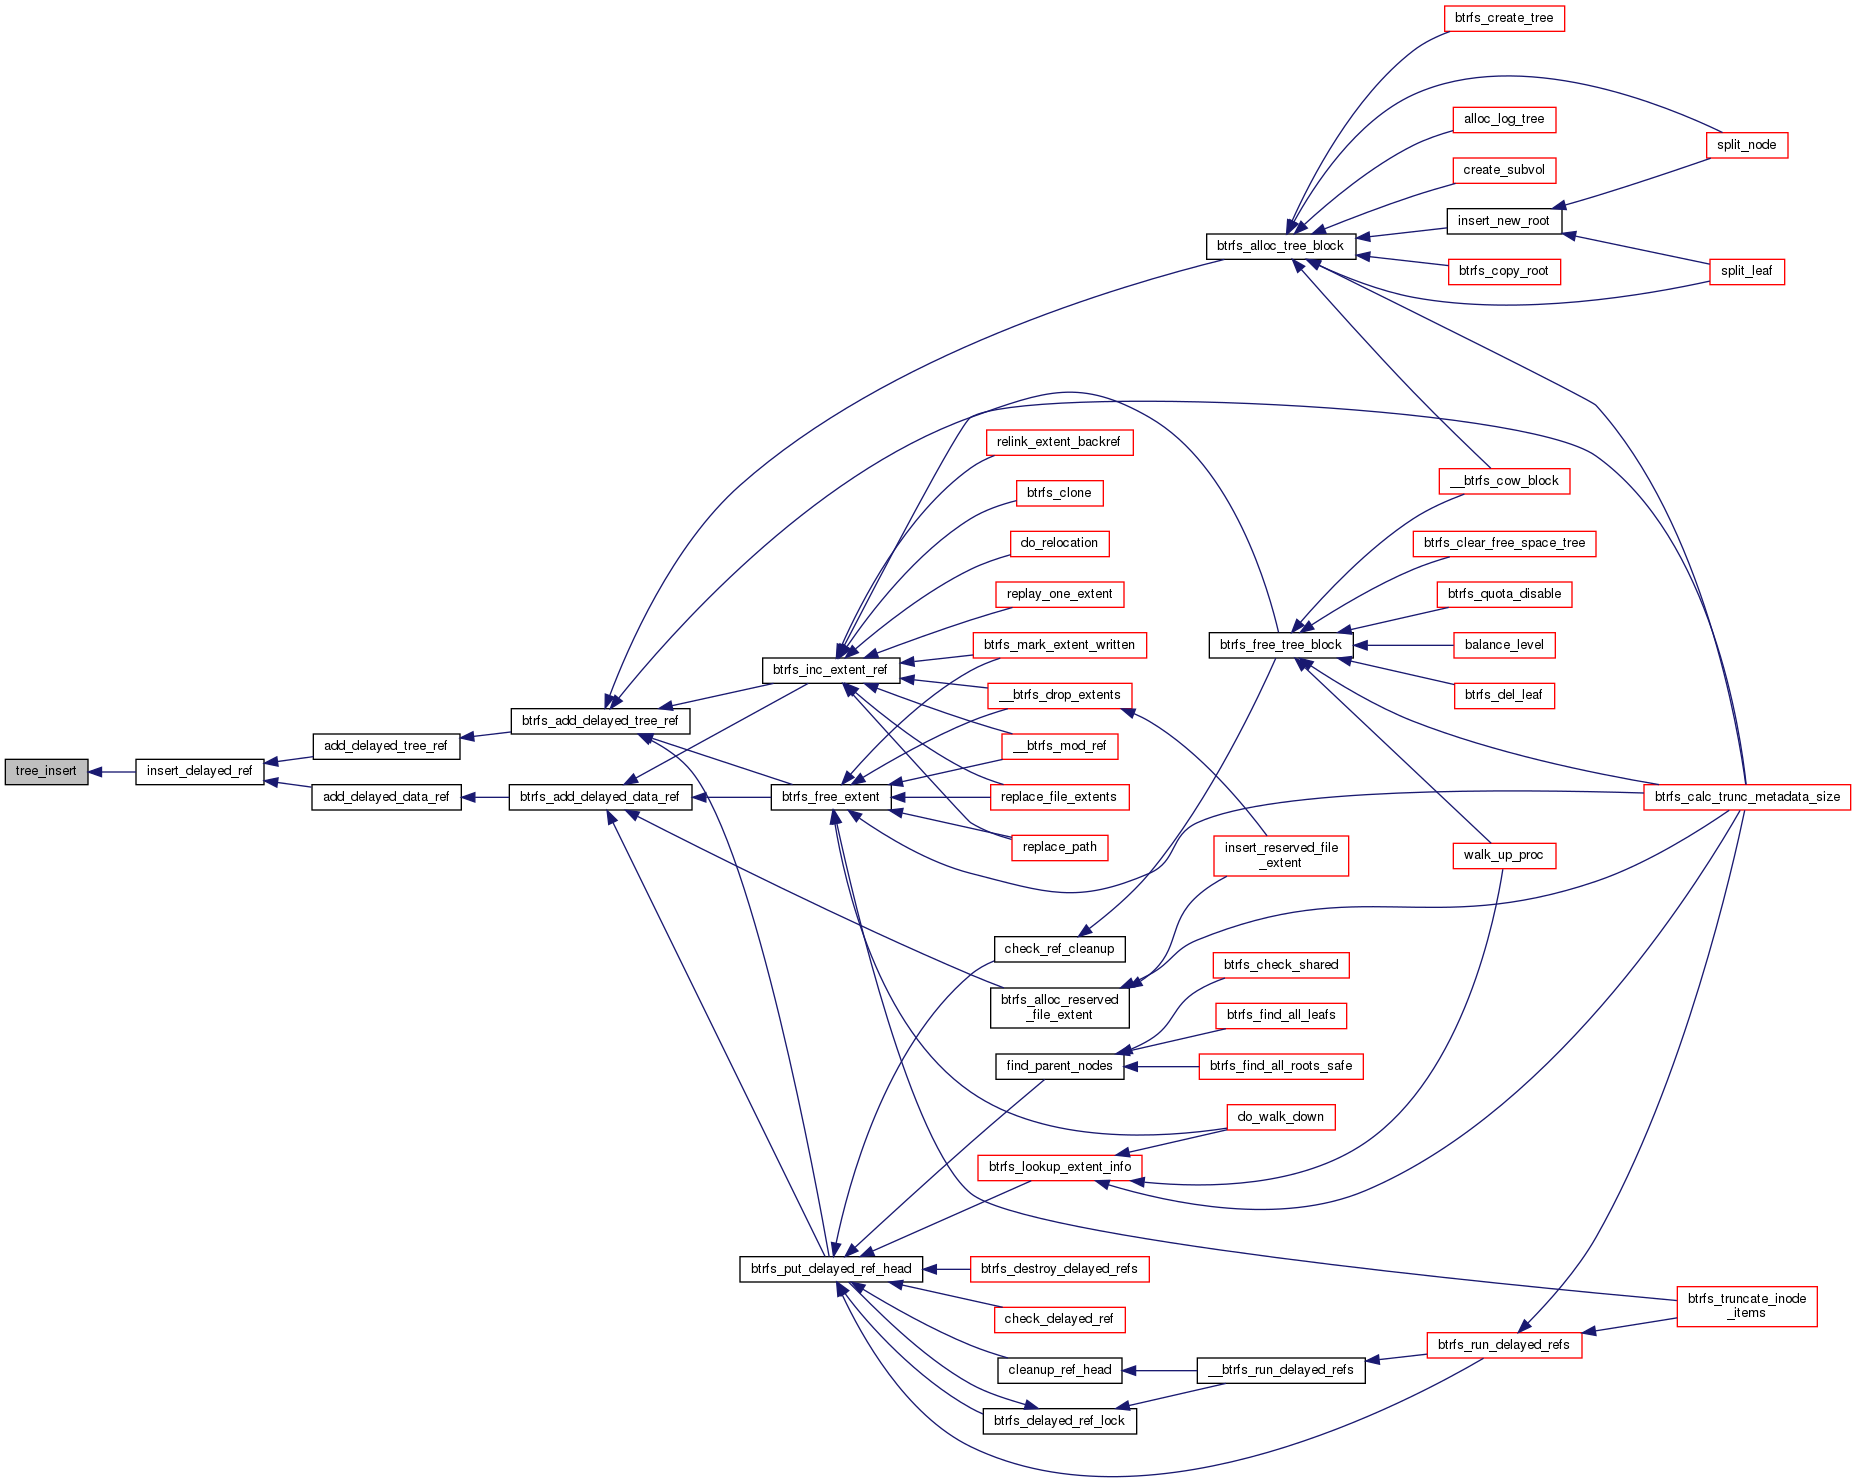 btrfs_create_tree
alloc_log_tree
split_node
create_subvol
insert_new_root
btrfs_alloc_tree_block
btrfs_copy_root
split_leaf
relink_extent_backref
__btrfs_cow_block
btrfs_clone
do_relocation
btrfs_clear_free_space_tree
replay_one_extent
btrfs_quota_disable
btrfs_mark_extent_written
btrfs_free_tree_block
balance_level
btrfs_inc_extent_ref
__btrfs_drop_extents
btrfs_del_leaf
btrfs_add_delayed_tree_ref
add_delayed_tree_ref
__btrfs_mod_ref
tree_insert
insert_delayed_ref
add_delayed_data_ref
btrfs_add_delayed_data_ref
btrfs_free_extent
replace_file_extents
btrfs_calc_trunc_metadata_size
replace_path
insert_reserved_file
_extent
walk_up_proc
check_ref_cleanup
btrfs_check_shared
btrfs_alloc_reserved
_file_extent
btrfs_find_all_leafs
find_parent_nodes
btrfs_find_all_roots_safe
do_walk_down
btrfs_lookup_extent_info
btrfs_put_delayed_ref_head
btrfs_destroy_delayed_refs
btrfs_truncate_inode
_items
check_delayed_ref
btrfs_run_delayed_refs
cleanup_ref_head
__btrfs_run_delayed_refs
btrfs_delayed_ref_lock